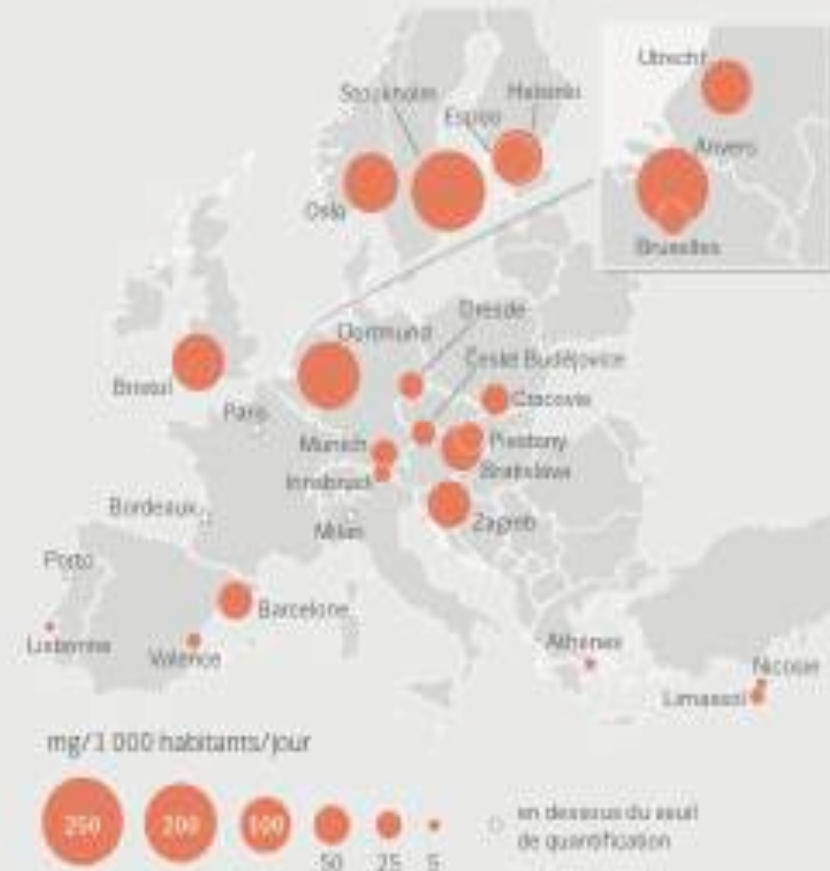 Utrecht
Stockholm
Helsinki
Espoo
Anvers
Oslo
Bruxelles
Dresde
Dortmund
České Budějovice
Bristol
Cracovie
Paris
Munich
Piestany
Bratislava
Innsbruck
Bordeaux
Zagreb
Milan
Porto
Barcelone
Lisbonne
Valence
Athènes
Nicosie
Limassol
mg/1 000 habitants/jour
250
200
100
50
25
5
en dessous du seuil
de quantification